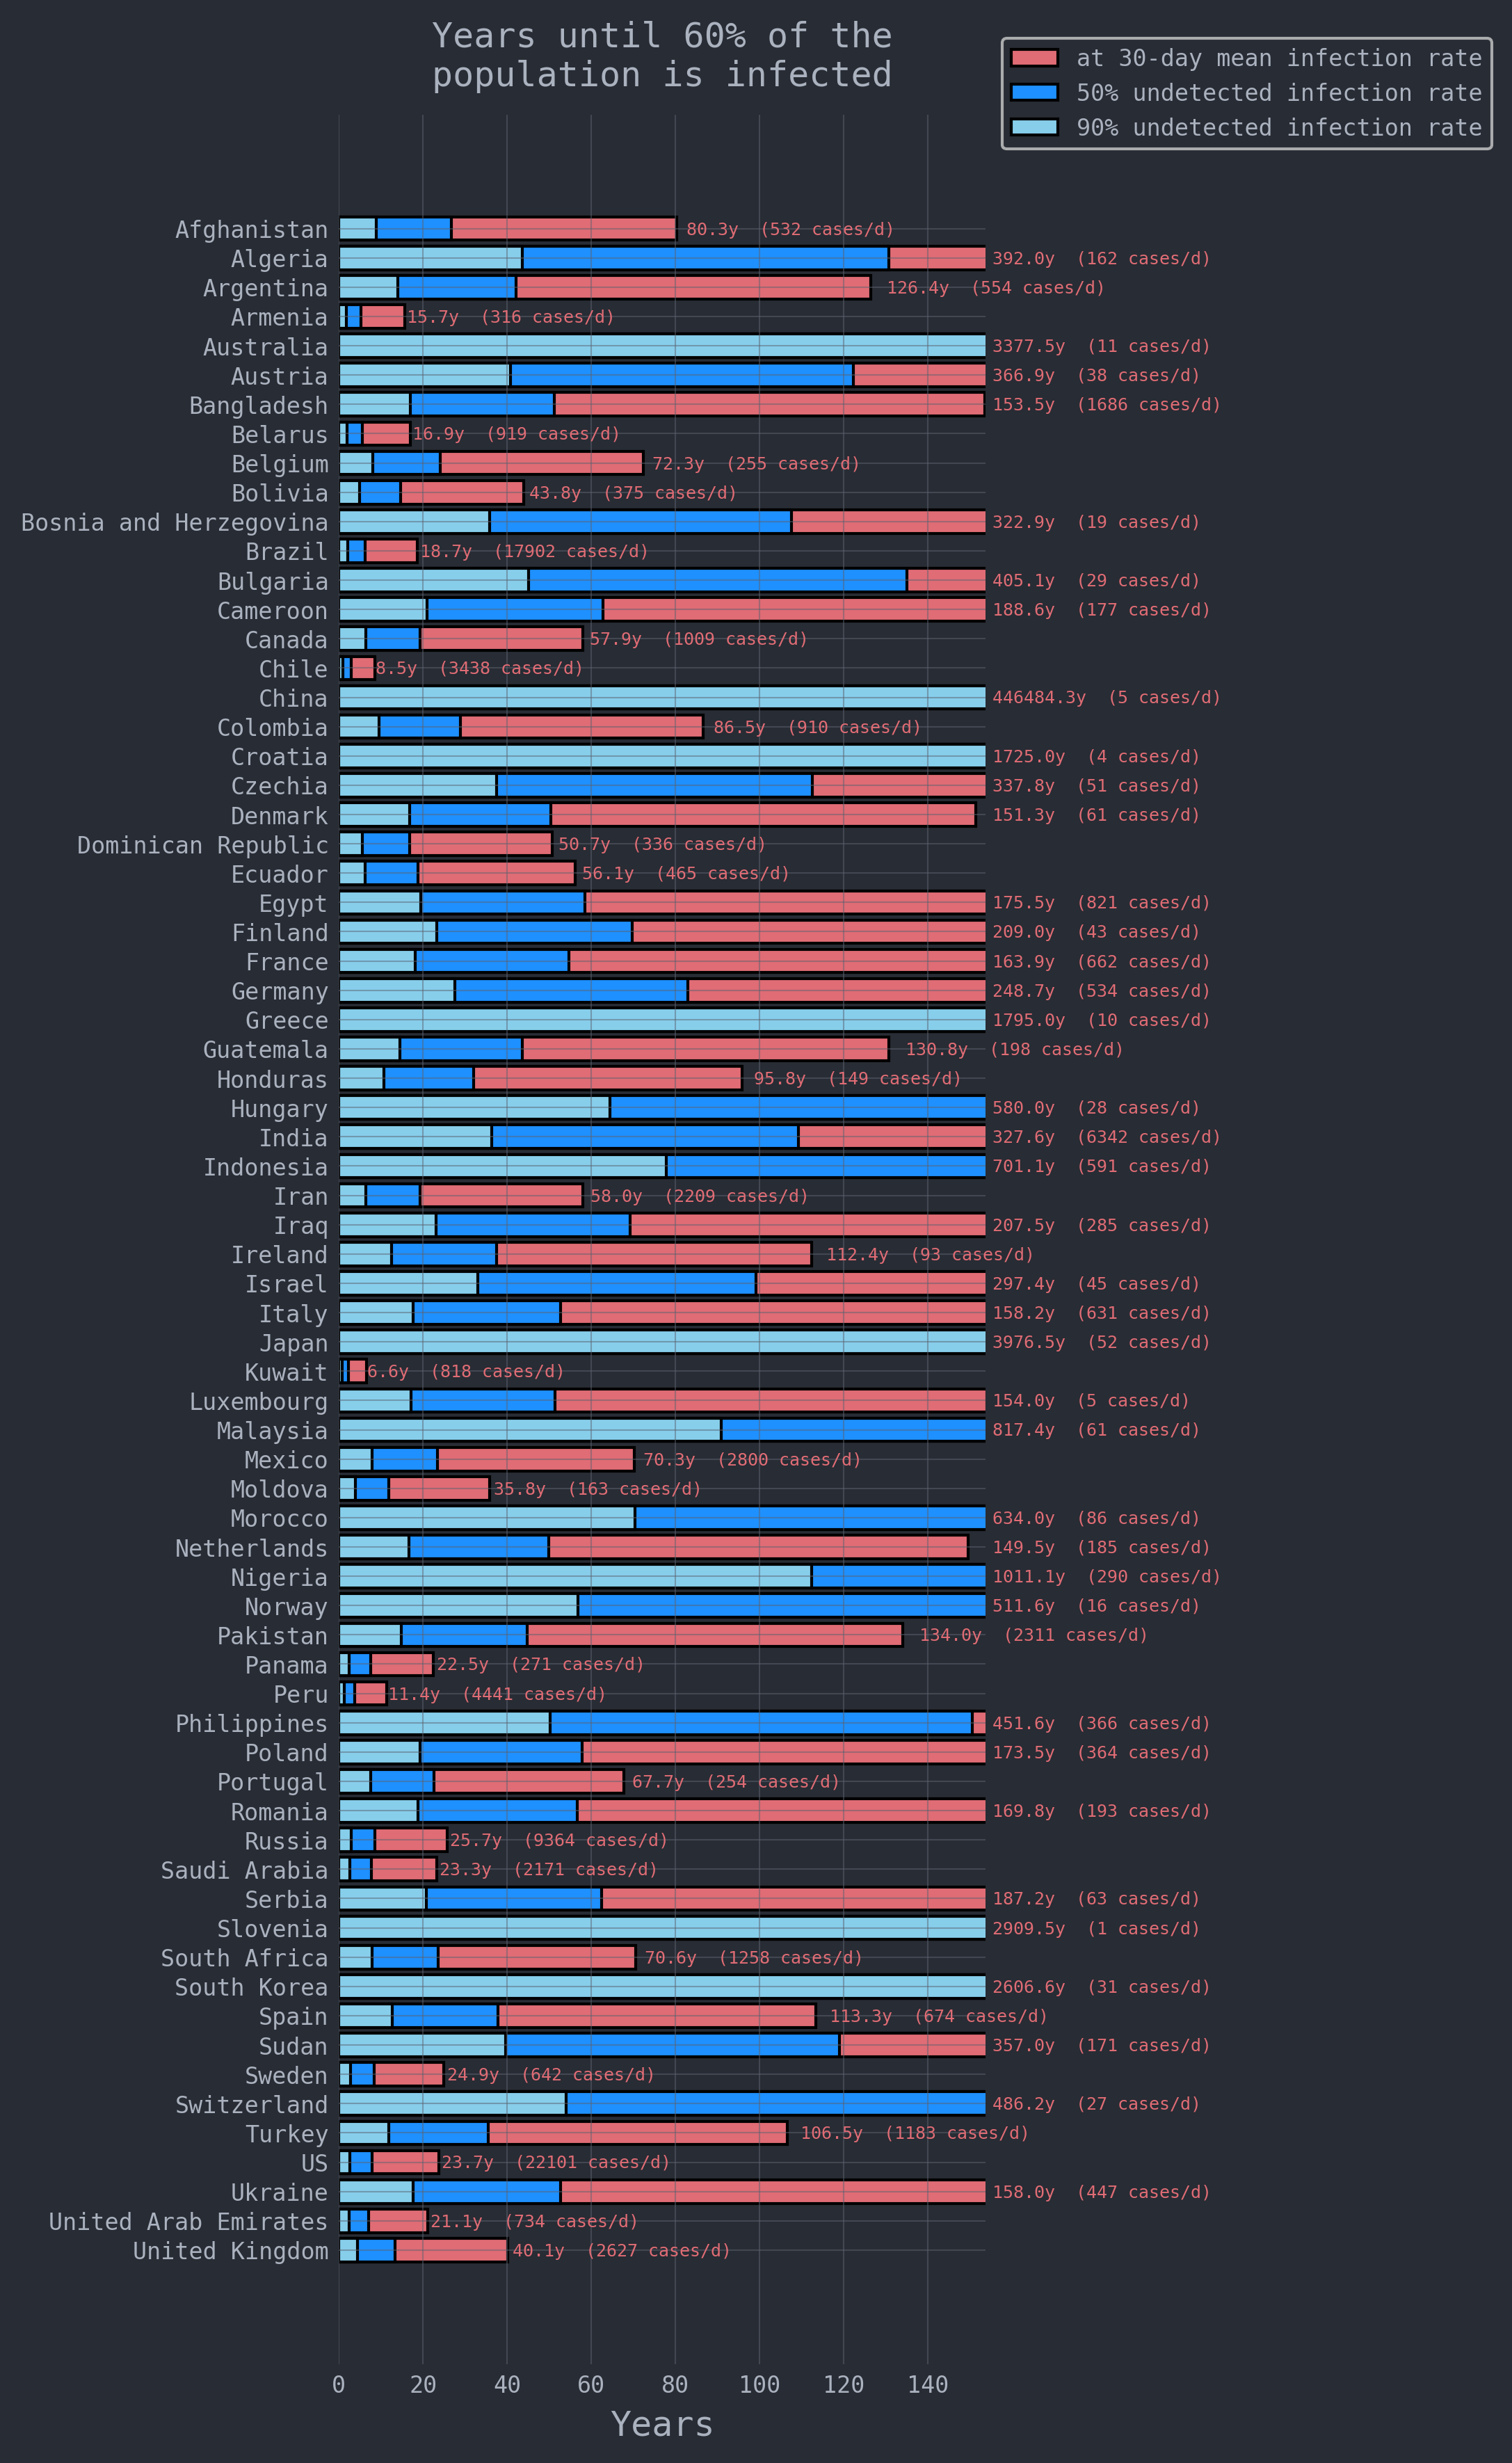 Years until 60% of the
population is infected
at 30-day mean infection rate
50% undetected infection rate
90% undetected infection rate
Afghanistan 80.3y (532 cases/d)
Algeria 392.0y (162 cases/d)
Argentina 126.4y (554 cases/d)
Armenia 15.7y (316 cases/d)
Australia 3377.5y (11 cases/d)
Austria 366.9y (38 cases/d)
Bangladesh 153.5y (1686 cases/d)
Belarus 16.9y (919 cases/d)
Belgium 72.3y (255 cases/d)
Bolivia 43.8y (375 cases/d)
Bosnia and Herzegovina 322.9y (19 cases/d)
Brazil 18.7y (17902 cases/d)
Bulgaria 405.1y (29 cases/d)
Cameroon 188.6y (177 cases/d)
Canada 57.9y (1009 cases/d)
Chile 8.5y (3438 cases/d)
China 446484.3y (5 cases/d)
Colombia 86.5y (910 cases/d)
Croatia 1725.0y (4 cases/d)
Czechia 337.8y (51 cases/d)
Denmark 151.3y (61 cases/d)
Dominican Republic 50.7y (336 cases/d)
Ecuador 56.1y (465 cases/d)
Egypt 175.5y (821 cases/d)
Finland 209.0y (43 cases/d)
France 163.9y (662 cases/d)
Germany 248.7y (534 cases/d)
Greece 1795.0y (10 cases/d)
Guatemala 130.8y (198 cases/d)
Honduras 95.8y (149 cases/d)
Hungary 580.0y (28 cases/d)
India 327.6y (6342 cases/d)
Indonesia 701.1y (591 cases/d)
Iran 58.0y (2209 cases/d)
Iraq 207.5y (285 cases/d)
Ireland 112.4y (93 cases/d)
Israel 297.4y (45 cases/d)
Italy 158.2y (631 cases/d)
Japan 3976.5y (52 cases/d)
Kuwait 6.6y (818 cases/d)
Luxembourg 154.0y (5 cases/d)
Malaysia 817.4y (61 cases/d)
Mexico 70.3y (2800 cases/d)
Moldova 35.8y (163 cases/d)
Morocco 634.0y (86 cases/d)
Netherlands 149.5y (185 cases/d)
Nigeria 1011.1y (290 cases/d)
Norway 511.6y (16 cases/d)
Pakistan 134.0y (2311 cases/d)
Panama 22.5y (271 cases/d)
Peru 11.4y (4441 cases/d)
Philippines 451.6y (366 cases/d)
Poland 173.5y (364 cases/d)
Portugal 67.7y (254 cases/d)
Romania 169.8y (193 cases/d)
Russia 25.7y (9364 cases/d)
Saudi Arabia 23.3y (2171 cases/d)
Serbia 187.2y (63 cases/d)
Slovenia 2909.5y (1 cases/d)
South Africa 70.6y (1258 cases/d)
South Korea 2606.6y (31 cases/d)
Spain 113.3y (674 cases/d)
Sudan 357.0y (171 cases/d)
Sweden 24.9y (642 cases/d)
Switzerland 486.2y (27 cases/d)
Turkey 106.5y (1183 cases/d)
US 23.7y (22101 cases/d)
Ukraine 158.0y (447 cases/d)
United Arab Emirates 21.1y (734 cases/d)
United Kingdom 40.1y (2627 cases/d)
0 20 40 60 80 100 120 140
Years